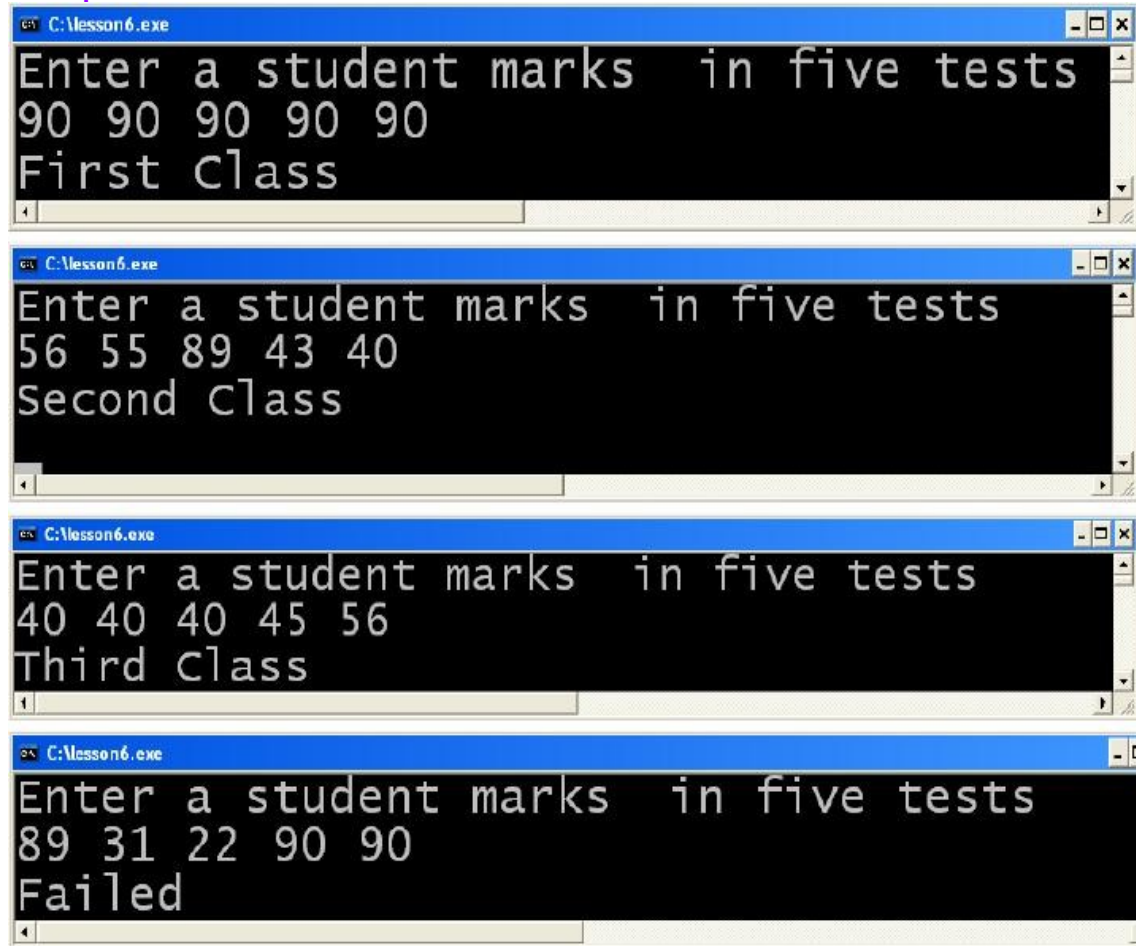 C:\lesson6.exe
Enter a student marks  in five tests
90 90 90 90 90
First Class
C:\lesson6.exe
Enter a student marks  in five tests
56 55 89 43 40
Second Class
C:\lesson6.exe
Enter a student marks  in five tests
40 40 40 45 56
Third Class
C:\lesson6.exe
Enter a student marks  in five tests
89 31 22 90 90
Failed